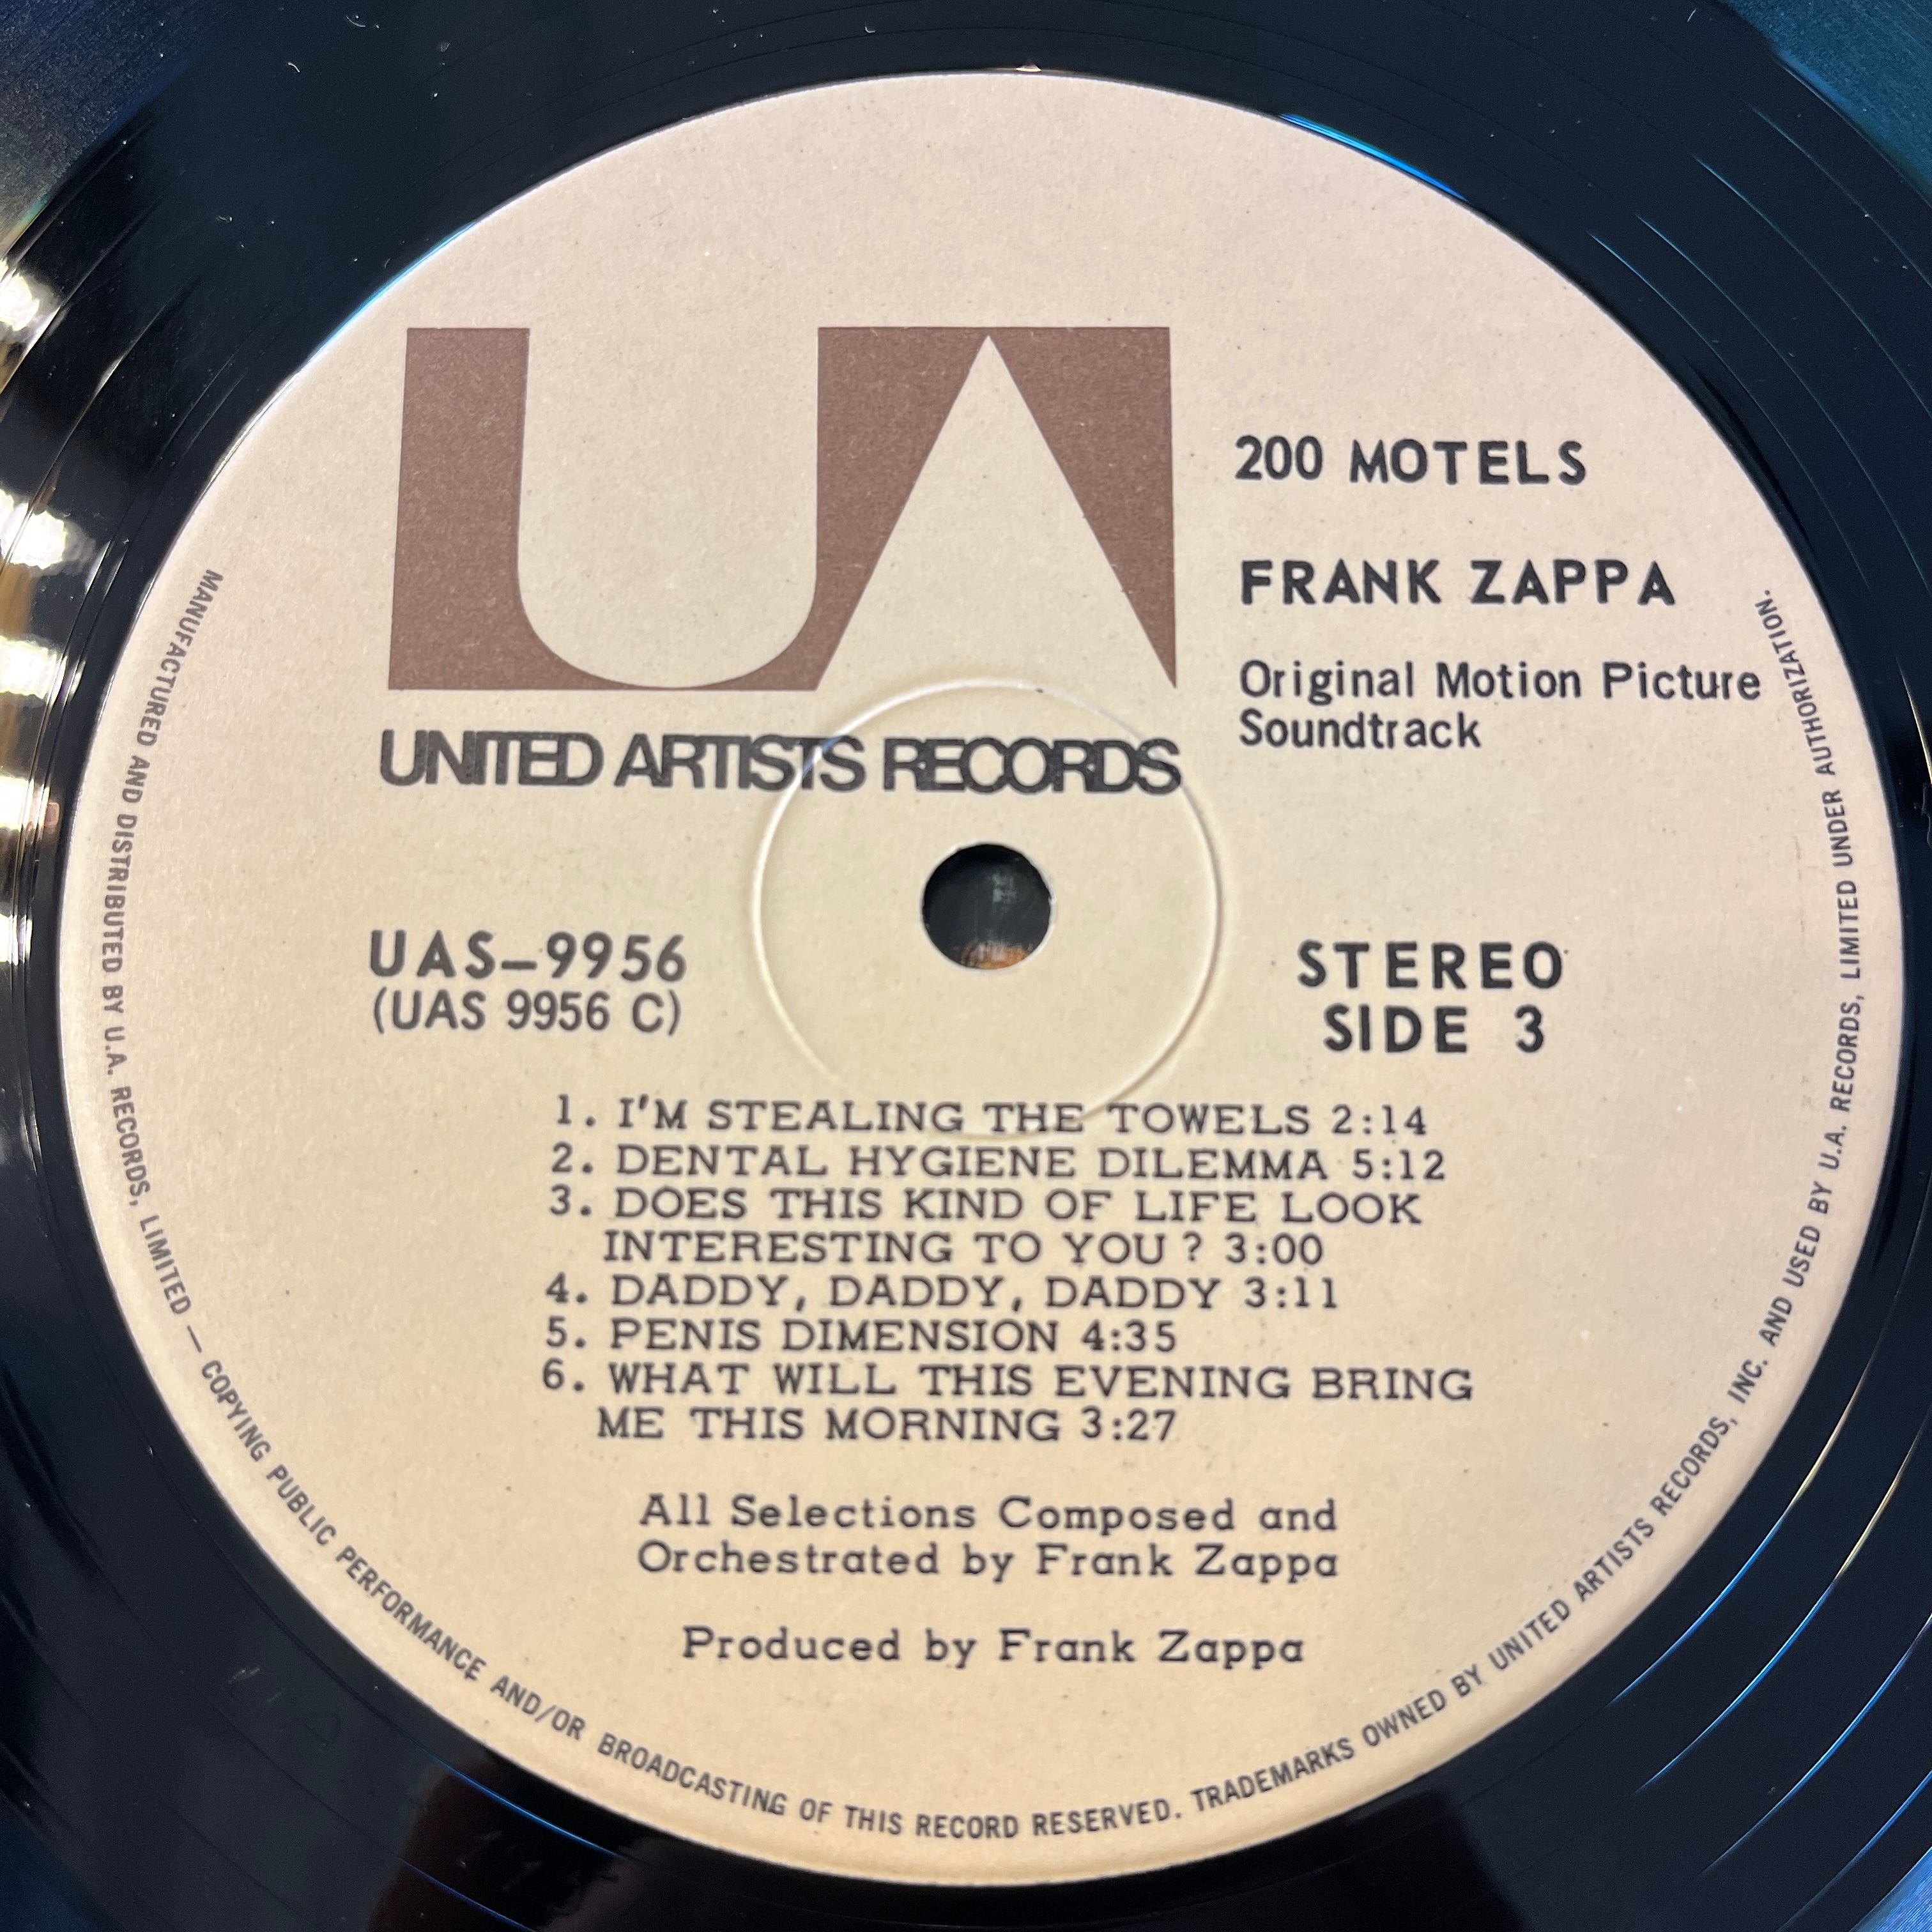 UA
UNITED ARTISTS RECORDS
200 MOTELS
FRANK ZAPPA
Original Motion Picture
Soundtrack
UAS-9956
(UAS 9956 C)
STEREO
SIDE 3
1. I'M STEALING THE TOWELS 2:14
2. DENTAL HYGIENE DILEMMA 5:12
3. DOES THIS KIND OF LIFE LOOK
INTERESTING TO YOU ? 3:00
4. DADDY, DADDY, DADDY 3:11
5. PENIS DIMENSION 4:35
6. WHAT WILL THIS EVENING BRING
ME THIS MORNING 3:27
All Selections Composed and
Orchestrated by Frank Zappa
Produced by Frank Zappa
MANUFACTURED AND DISTRIBUTED BY U.A. RECORDS, LIMITED — COPYING PUBLIC PERFORMANCE AND/OR BROADCASTING OF THIS RECORD RESERVED. TRADEMARKS OWNED BY UNITED ARTISTS RECORDS, INC. AND USED BY U.A. RECORDS, LIMITED UNDER AUTHORIZATION.